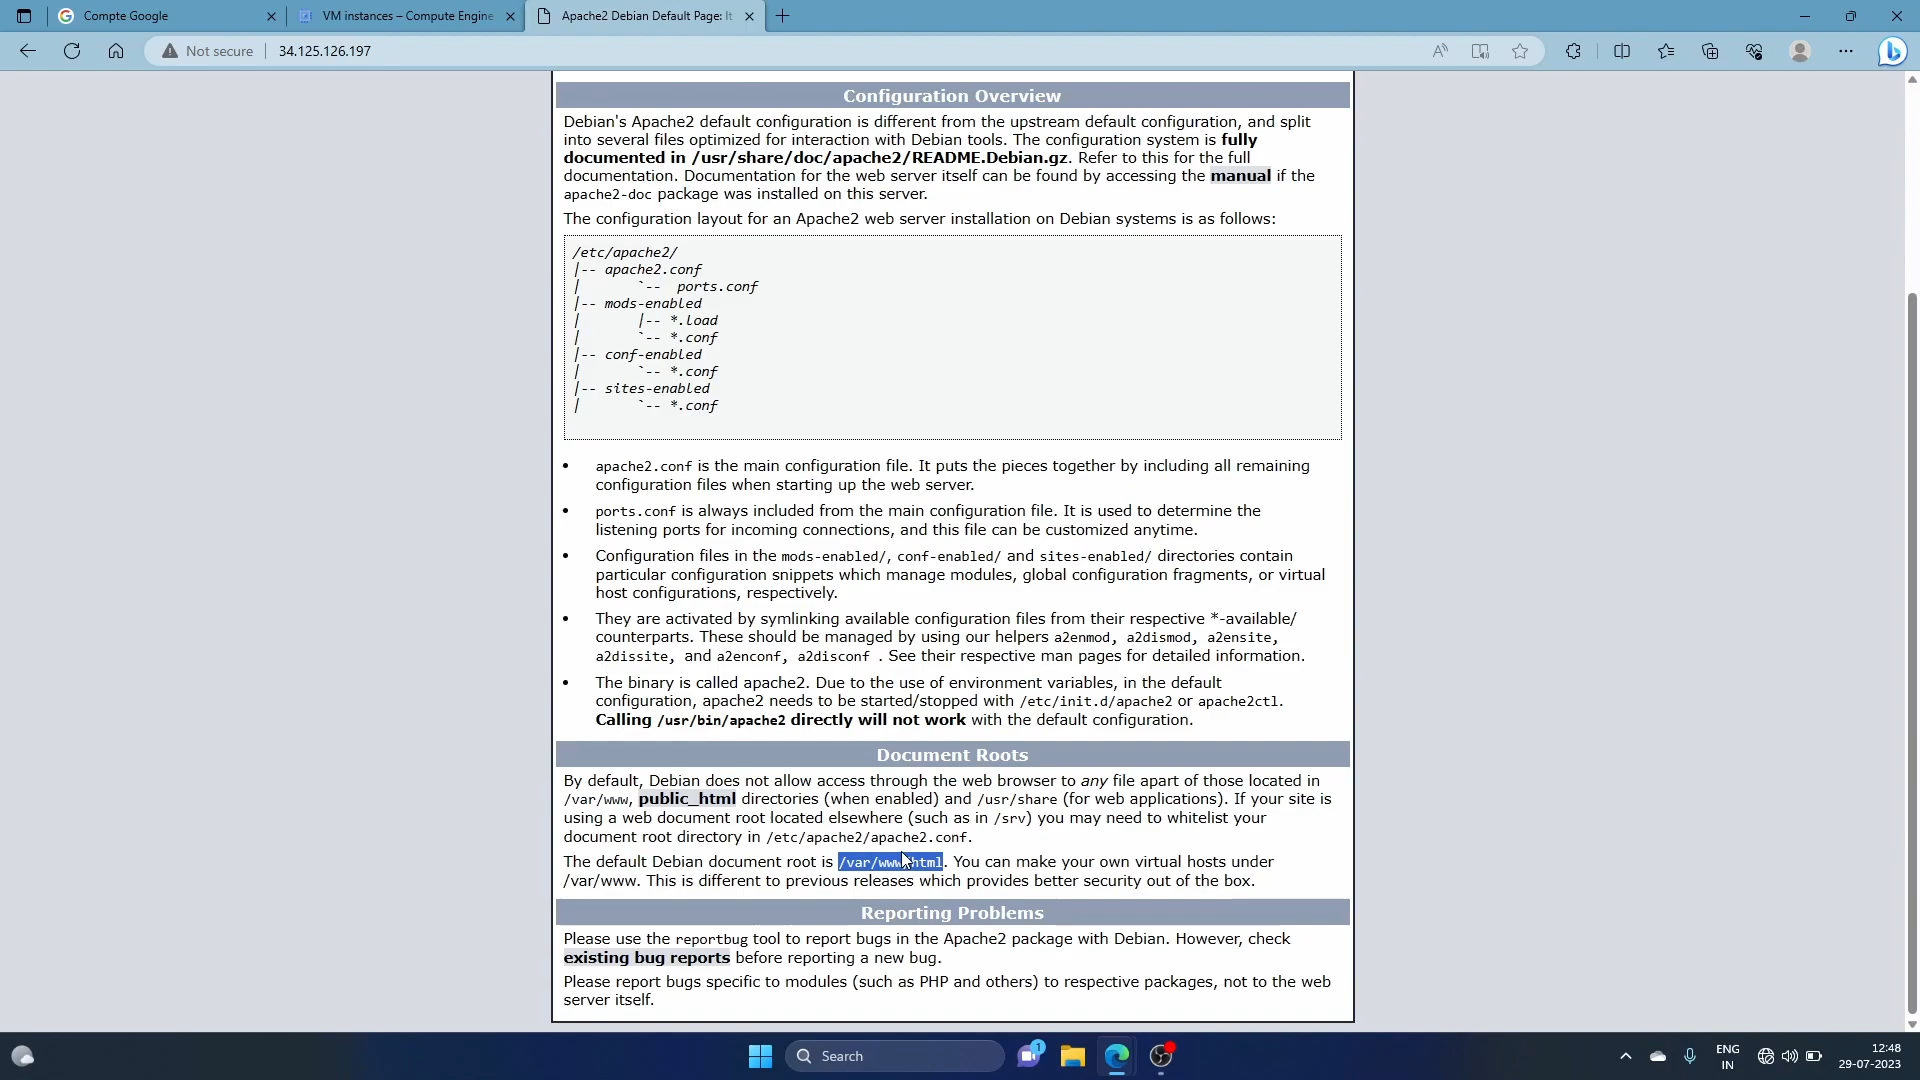 Compte Google
VM instances – Compute Engine
Apache2 Debian Default Page: It
Not secure
34.125.126.197
Configuration Overview
Debian's Apache2 default configuration is different from the upstream default configuration, and split
into several files optimized for interaction with Debian tools. The configuration system is fully
documented in /usr/share/doc/apache2/README.Debian.gz. Refer to this for the full
documentation. Documentation for the web server itself can be found by accessing the manual if the
apache2-doc package was installed on this server.
The configuration layout for an Apache2 web server installation on Debian systems is as follows:
/etc/apache2/
|-- apache2.conf
|       `--  ports.conf
|-- mods-enabled
|       |-- *.load
|       `-- *.conf
|-- conf-enabled
|       `-- *.conf
|-- sites-enabled
|       `-- *.conf
• apache2.conf is the main configuration file. It puts the pieces together by including all remaining
configuration files when starting up the web server.
• ports.conf is always included from the main configuration file. It is used to determine the
listening ports for incoming connections, and this file can be customized anytime.
• Configuration files in the mods-enabled/, conf-enabled/ and sites-enabled/ directories contain
particular configuration snippets which manage modules, global configuration fragments, or virtual
host configurations, respectively.
• They are activated by symlinking available configuration files from their respective *-available/
counterparts. These should be managed by using our helpers a2enmod, a2dismod, a2ensite,
a2dissite, and a2enconf, a2disconf . See their respective man pages for detailed information.
• The binary is called apache2. Due to the use of environment variables, in the default
configuration, apache2 needs to be started/stopped with /etc/init.d/apache2 or apache2ctl.
Calling /usr/bin/apache2 directly will not work with the default configuration.
Document Roots
By default, Debian does not allow access through the web browser to any file apart of those located in
/var/www, public_html directories (when enabled) and /usr/share (for web applications). If your site is
using a web document root located elsewhere (such as in /srv) you may need to whitelist your
document root directory in /etc/apache2/apache2.conf.
The default Debian document root is /var/www/html. You can make your own virtual hosts under
/var/www. This is different to previous releases which provides better security out of the box.
Reporting Problems
Please use the reportbug tool to report bugs in the Apache2 package with Debian. However, check
existing bug reports before reporting a new bug.
Please report bugs specific to modules (such as PHP and others) to respective packages, not to the web
server itself.
Search
1
ENG
IN
12:48
29-07-2023